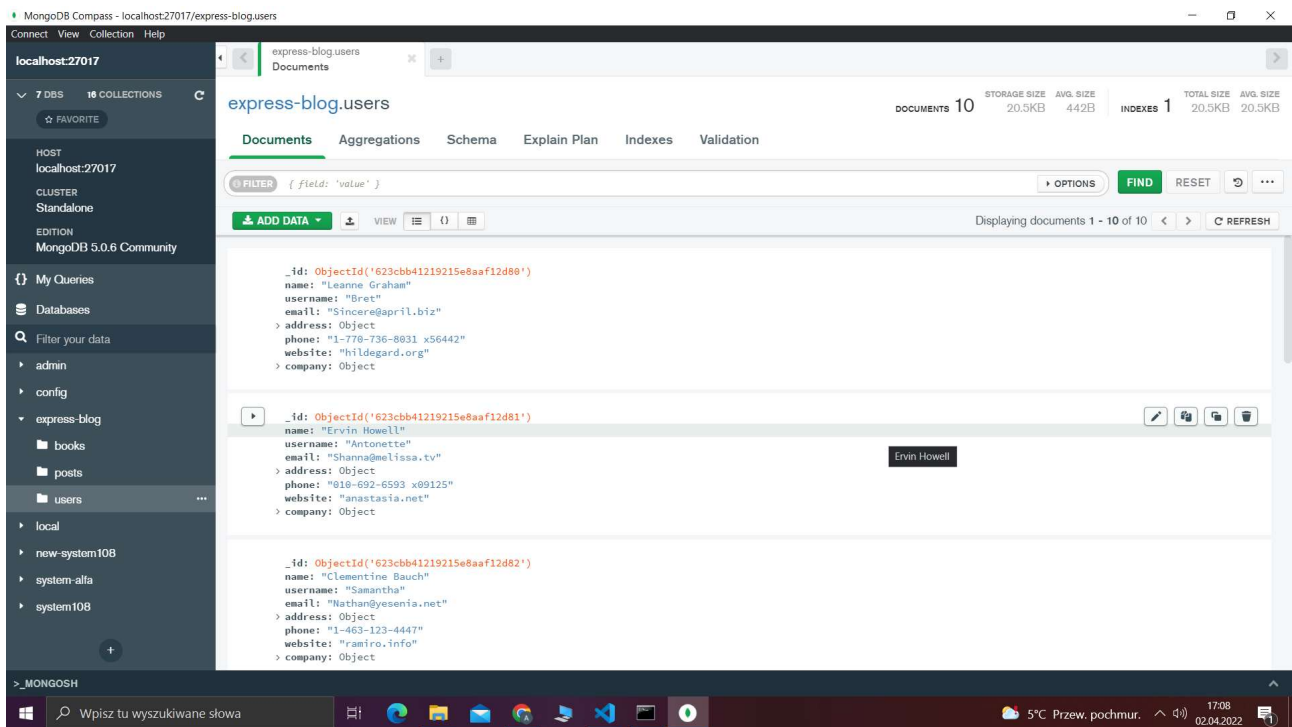 MongoDB Compass - localhost:27017/express-blog.users
Connect View Collection Help
localhost:27017
7 DBS 16 COLLECTIONS
FAVORITE
HOST
localhost:27017
CLUSTER
Standalone
EDITION
MongoDB 5.0.6 Community
{} My Queries
Databases
Filter your data
admin
config
express-blog
books
posts
users
local
new-system108
system-alfa
system108
+
express-blog.users
Documents
+
express-blog.users
DOCUMENTS 10
STORAGE SIZE 20.5KB
AVG. SIZE 442B
INDEXES 1
TOTAL SIZE 20.5KB
AVG. SIZE 20.5KB
Documents Aggregations Schema Explain Plan Indexes Validation
FILTER { field: 'value' }
OPTIONS FIND RESET ...
ADD DATA VIEW {}
Displaying documents 1 - 10 of 10 < > REFRESH
_id: ObjectId('623cbb41219215e8aaf12d80')
name: "Leanne Graham"
username: "Bret"
email: "Sincere@april.biz"
> address: Object
phone: "1-770-736-8031 x56442"
website: "hildegard.org"
> company: Object
_id: ObjectId('623cbb41219215e8aaf12d81')
name: "Ervin Howell"
username: "Antonette"
email: "Shanna@melissa.tv"
> address: Object
phone: "010-692-6593 x09125"
website: "anastasia.net"
> company: Object
Ervin Howell
_id: ObjectId('623cbb41219215e8aaf12d82')
name: "Clementine Bauch"
username: "Samantha"
email: "Nathan@yesenia.net"
> address: Object
phone: "1-463-123-4447"
website: "ramiro.info"
> company: Object
>_MONGOSH
Wpisz tu wyszukiwane słowa
5°C Przew. pochmur.
17:08
02.04.2022